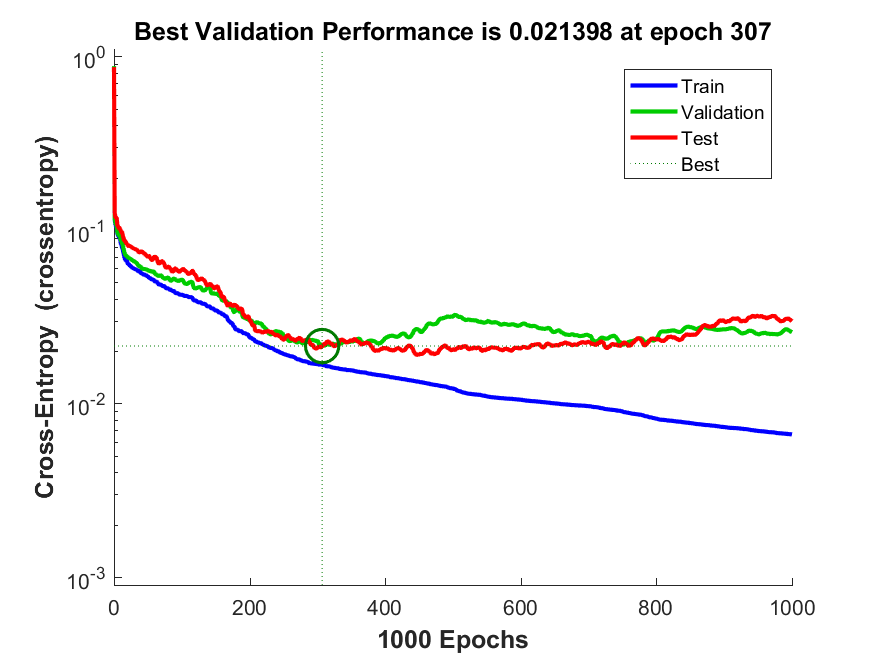 Best Validation Performance is 0.021398 at epoch 307
10^0
10^-1
10^-2
10^-3
Cross-Entropy (crossentropy)
Train
Validation
Test
Best
0 200 400 600 800 1000
1000 Epochs